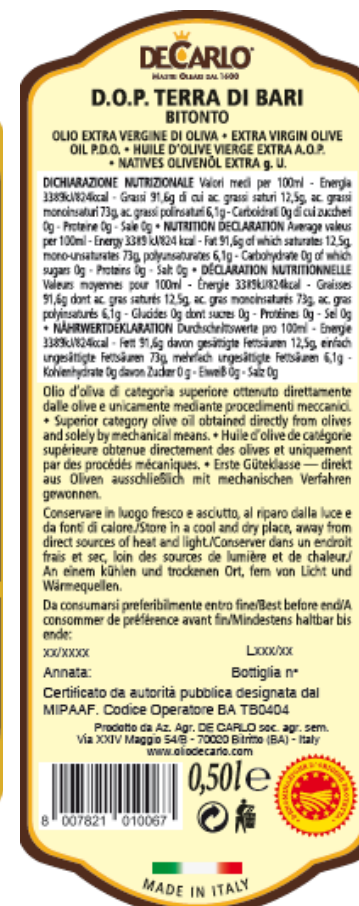 DECARLO
MASTRI OLEARI DAL 1600
D.O.P. TERRA DI BARI
BITONTO
OLIO EXTRA VERGINE DI OLIVA • EXTRA VIRGIN OLIVE
OIL P.D.O. • HUILE D'OLIVE VIERGE EXTRA A.O.P.
• NATIVES OLIVENÖL EXTRA g. U.
DICHIARAZIONE NUTRIZIONALE Valori medi per 100ml - Energia
3389kJ/824kcal - Grassi 91,6g di cui ac. grassi saturi 12,5g, ac. grassi
monoinsaturi 73g, ac. grassi polinsaturi 6,1g - Carboidrati 0g di cui zuccheri
0g - Proteine 0g - Sale 0g • NUTRITION DECLARATION Average valeus
per 100ml - Energy 3389 kJ/824 kcal - Fat 91,6g of which saturates 12,5g,
mono-unsaturates 73g, polyunsaturates 6,1g - Carbohydrate 0g of which
sugars 0g - Proteins 0g - Salt 0g • DÉCLARATION NUTRITIONNELLE
Valeurs moyennes pour 100ml - Énergie 3389kJ/824kcal - Graisses
91,6g dont ac. gras saturés 12,5g, ac. gras monoinsaturés 73g, ac. gras
polyinsaturés 6,1g - Glucides 0g dont sucres 0g - Protéines 0g - Sel 0g
• NÄHRWERTDEKLARATION Durchschnittswerte pro 100ml - Energie
3389kJ/824kcal - Fett 91,6g davon gesättigte Fettsäuren 12,5g, einfach
ungesättigte Fettsäuren 73g, mehrfach ungesättigte Fettsäuren 6,1g -
Kohlenhydrate 0g davon Zucker 0 g - Eiweiß 0g - Salz 0g
Olio d'oliva di categoria superiore ottenuto direttamente
dalle olive e unicamente mediante procedimenti meccanici.
• Superior category olive oil obtained directly from olives
and solely by mechanical means. • Huile d'olive de catégorie
supérieure obtenue directement des olives et uniquement
par des procédés mécaniques. • Erste Güteklasse — direkt
aus Oliven ausschließlich mit mechanischen Verfahren
gewonnen.
Conservare in luogo fresco e asciutto, al riparo dalla luce e
da fonti di calore./Store in a cool and dry place, away from
direct sources of heat and light./Conserver dans un endroit
frais et sec, loin des sources de lumière et de chaleur./
An einem kühlen und trockenen Ort, fern von Licht und
Wärmequellen.
Da consumarsi preferibilmente entro fine/Best before end/A
consommer de préférence avant fin/Mindestens haltbar bis
ende:
xx/xxxx Lxxx/xx
Annata: Bottiglia n°
Certificato da autorità pubblica designata dal
MIPAAF. Codice Operatore BA TB0404
Prodotto da Az. Agr. DE CARLO soc. agr. sem.
Via XXIV Maggio 54/B - 70020 Bitritto (BA) - Italy
www.oliodecarlo.com
0,50l e
8 007821 010067
MADE IN ITALY